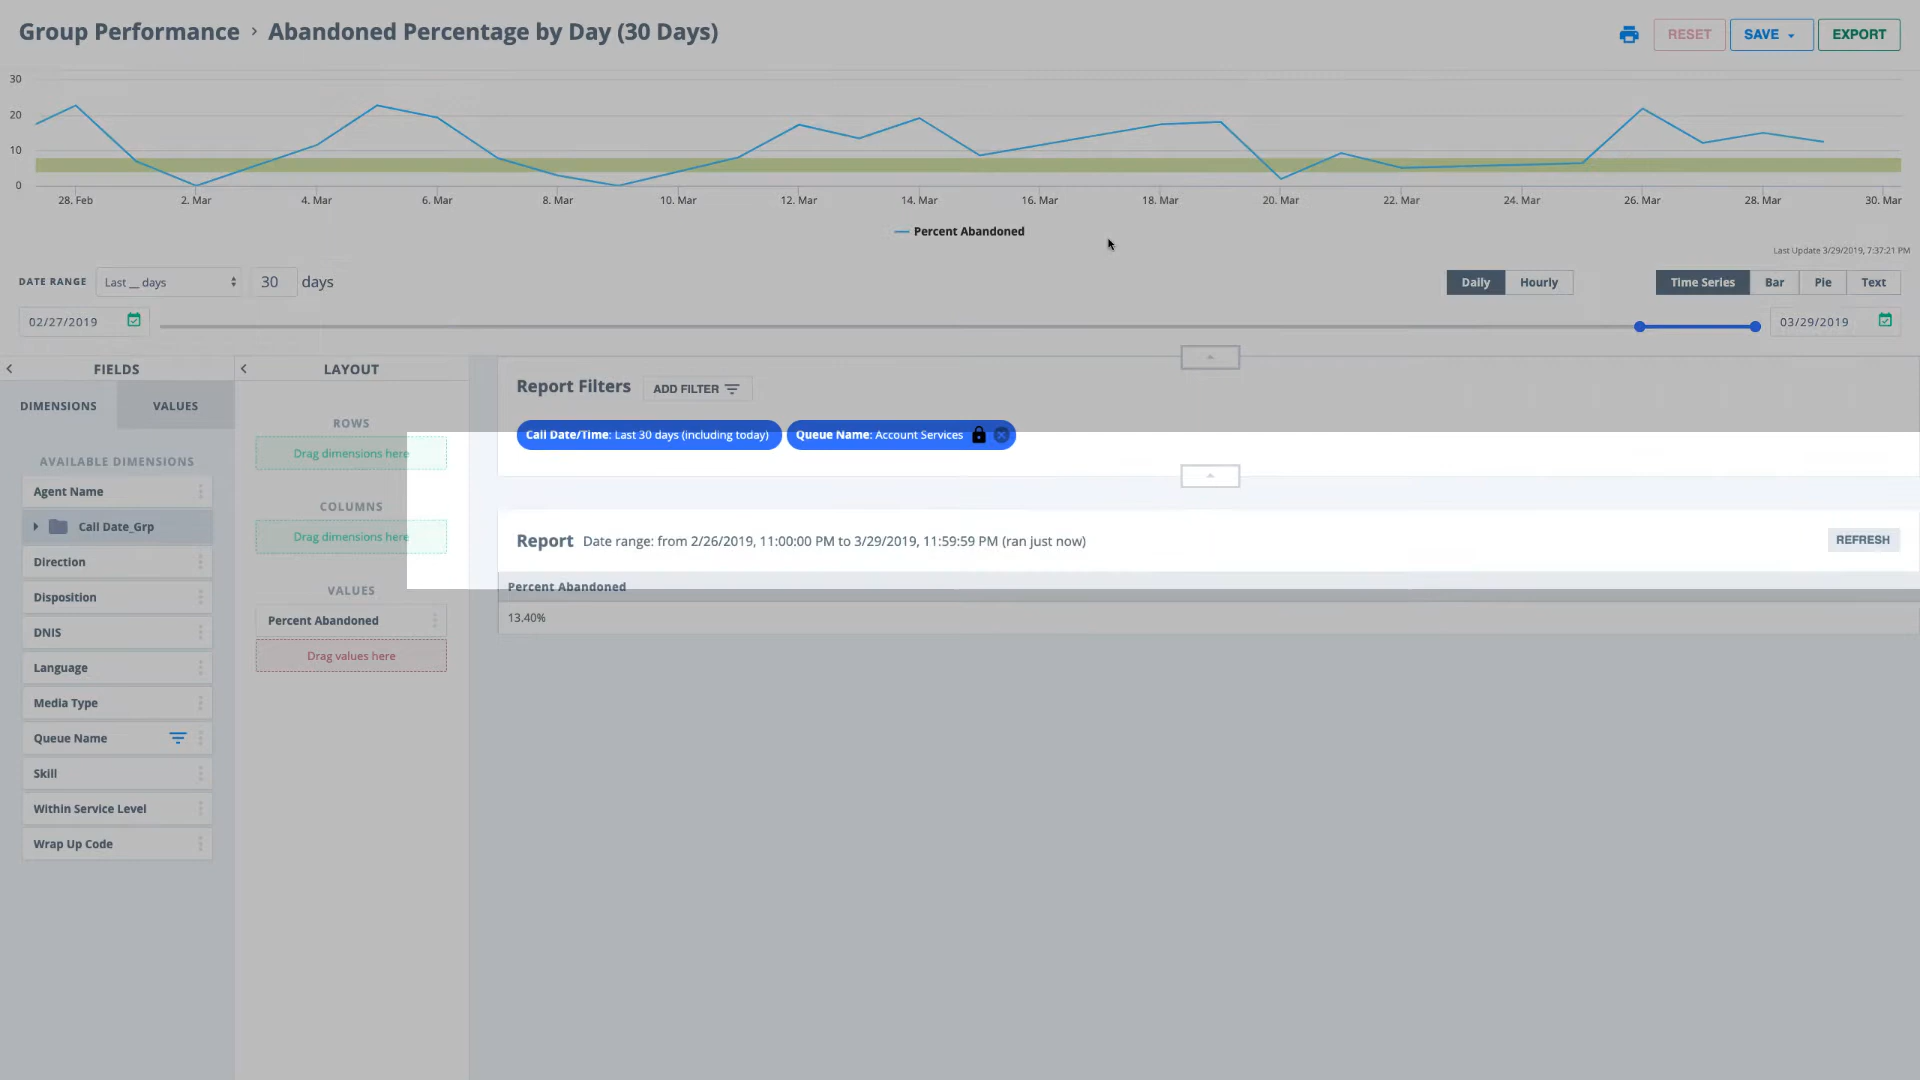 Group Performance › Abandoned Percentage by Day (30 Days)
RESET
SAVE
EXPORT
30
20
10
0
28. Feb
2. Mar
4. Mar
6. Mar
8. Mar
10. Mar
12. Mar
14. Mar
16. Mar
18. Mar
20. Mar
22. Mar
24. Mar
26. Mar
28. Mar
30. Mar
Percent Abandoned
Last Update 3/29/2019, 7:37:21 PM
DATE RANGE
Last __ days
30 days
Daily
Hourly
Time Series
Bar
Pie
Text
02/27/2019
03/29/2019
FIELDS
DIMENSIONS
VALUES
AVAILABLE DIMENSIONS
Agent Name
Call Date_Grp
Direction
Disposition
DNIS
Language
Media Type
Queue Name
Skill
Within Service Level
Wrap Up Code
LAYOUT
ROWS
Drag dimensions here
COLUMNS
Drag dimensions here
VALUES
Percent Abandoned
Drag values here
Report Filters
ADD FILTER
Call Date/Time: Last 30 days (including today)
Queue Name: Account Services
Report Date range: from 2/26/2019, 11:00:00 PM to 3/29/2019, 11:59:59 PM (ran just now)
REFRESH
Percent Abandoned
13.40%